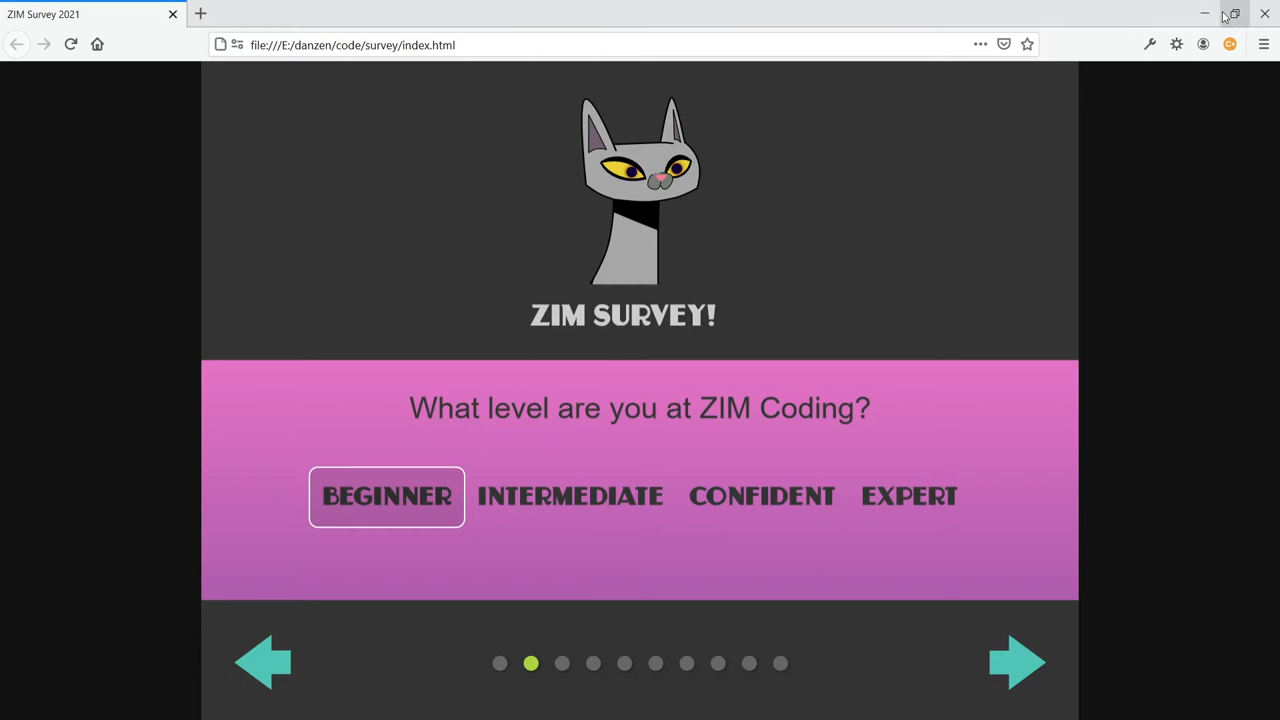 ZIM Survey 2021
file:///E:/danzen/code/survey/index.html
ZIM SURVEY!
What level are you at ZIM Coding?
BEGINNER INTERMEDIATE CONFIDENT EXPERT